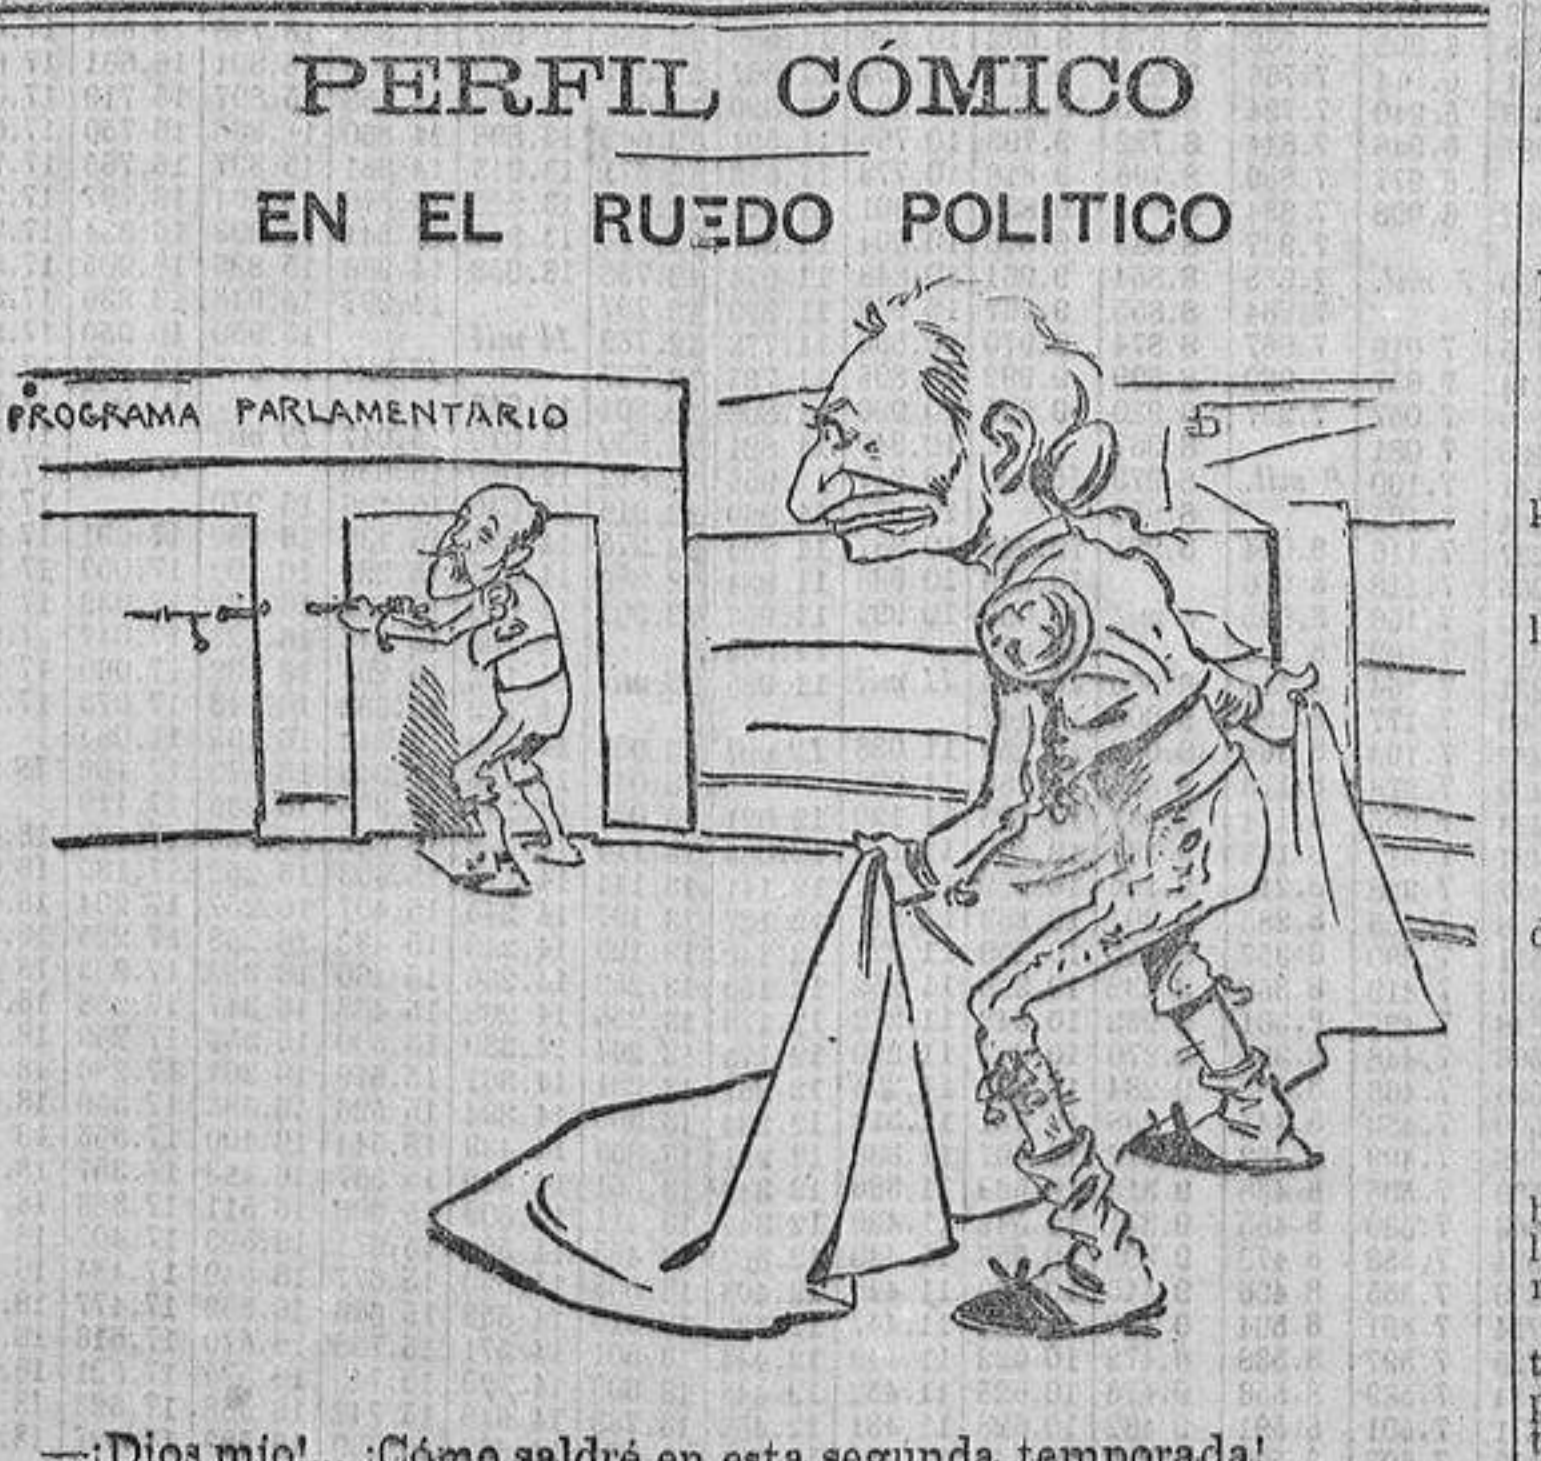 PERFIL CÓMICO
EN EL RUEDO POLITICO
PROGRAMA PARLAMENTARIO
—¡Dios mío!.. ¡Cómo saldré en esta segunda temporada!